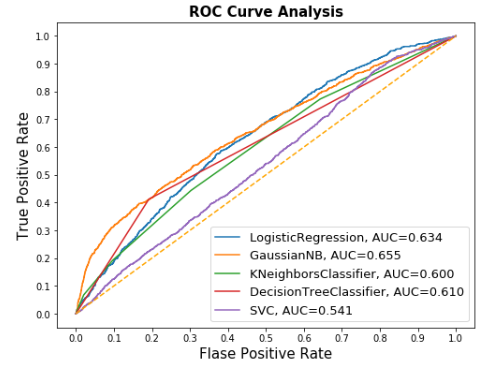 ROC Curve Analysis
1.0
0.9
0.8
0.7
0.6
0.5
0.4
0.3
0.2
0.1
0.0
True Positive Rate
LogisticRegression, AUC=0.634
GaussianNB, AUC=0.655
KNeighborsClassifier, AUC=0.600
DecisionTreeClassifier, AUC=0.610
SVC, AUC=0.541
0.0 0.1 0.2 0.3 0.4 0.5 0.6 0.7 0.8 0.9 1.0
Flase Positive Rate